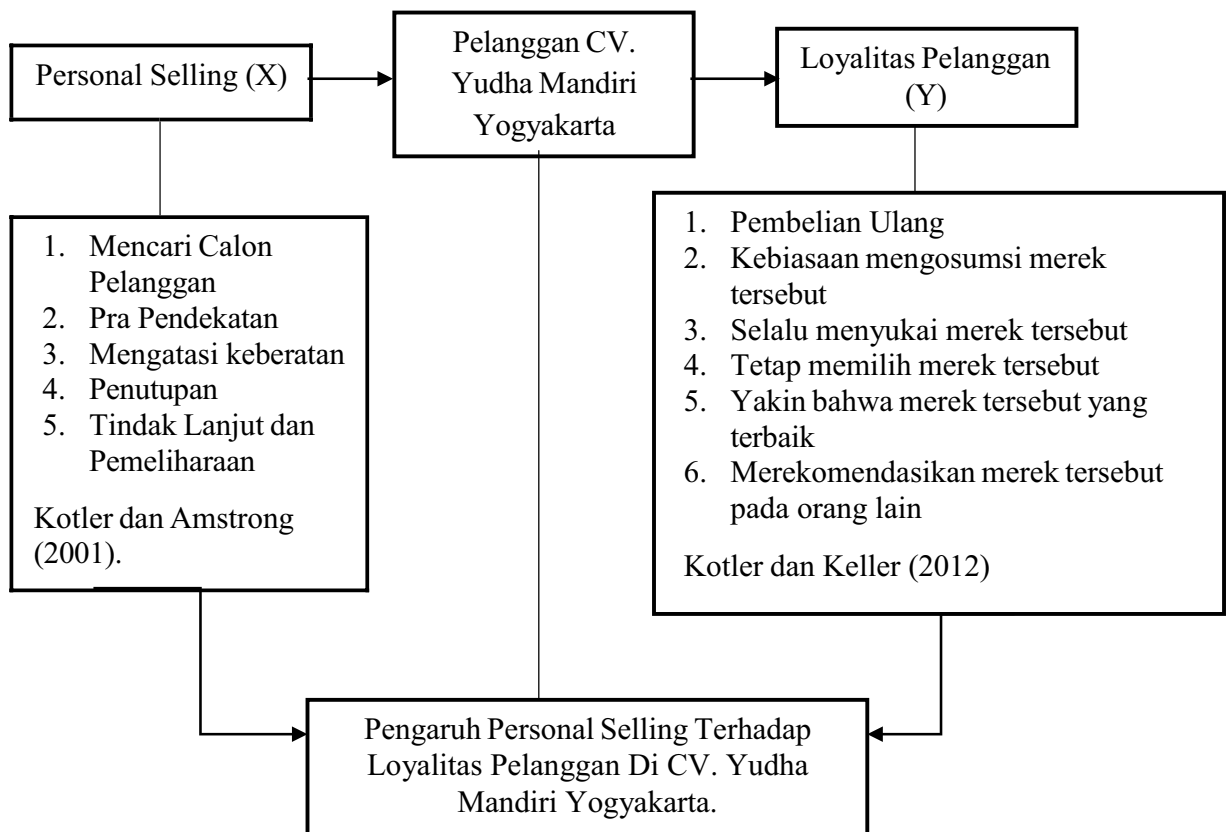 Personal Selling (X)
Pelanggan CV.
Yudha Mandiri
Yogyakarta
Loyalitas Pelanggan
(Y)
1. Mencari Calon
Pelanggan
2. Pra Pendekatan
3. Mengatasi keberatan
4. Penutupan
5. Tindak Lanjut dan
Pemeliharaan
Kotler dan Amstrong
(2001).
1. Pembelian Ulang
2. Kebiasaan mengosumsi merek
tersebut
3. Selalu menyukai merek tersebut
4. Tetap memilih merek tersebut
5. Yakin bahwa merek tersebut yang
terbaik
6. Merekomendasikan merek tersebut
pada orang lain
Kotler dan Keller (2012)
Pengaruh Personal Selling Terhadap
Loyalitas Pelanggan Di CV. Yudha
Mandiri Yogyakarta.